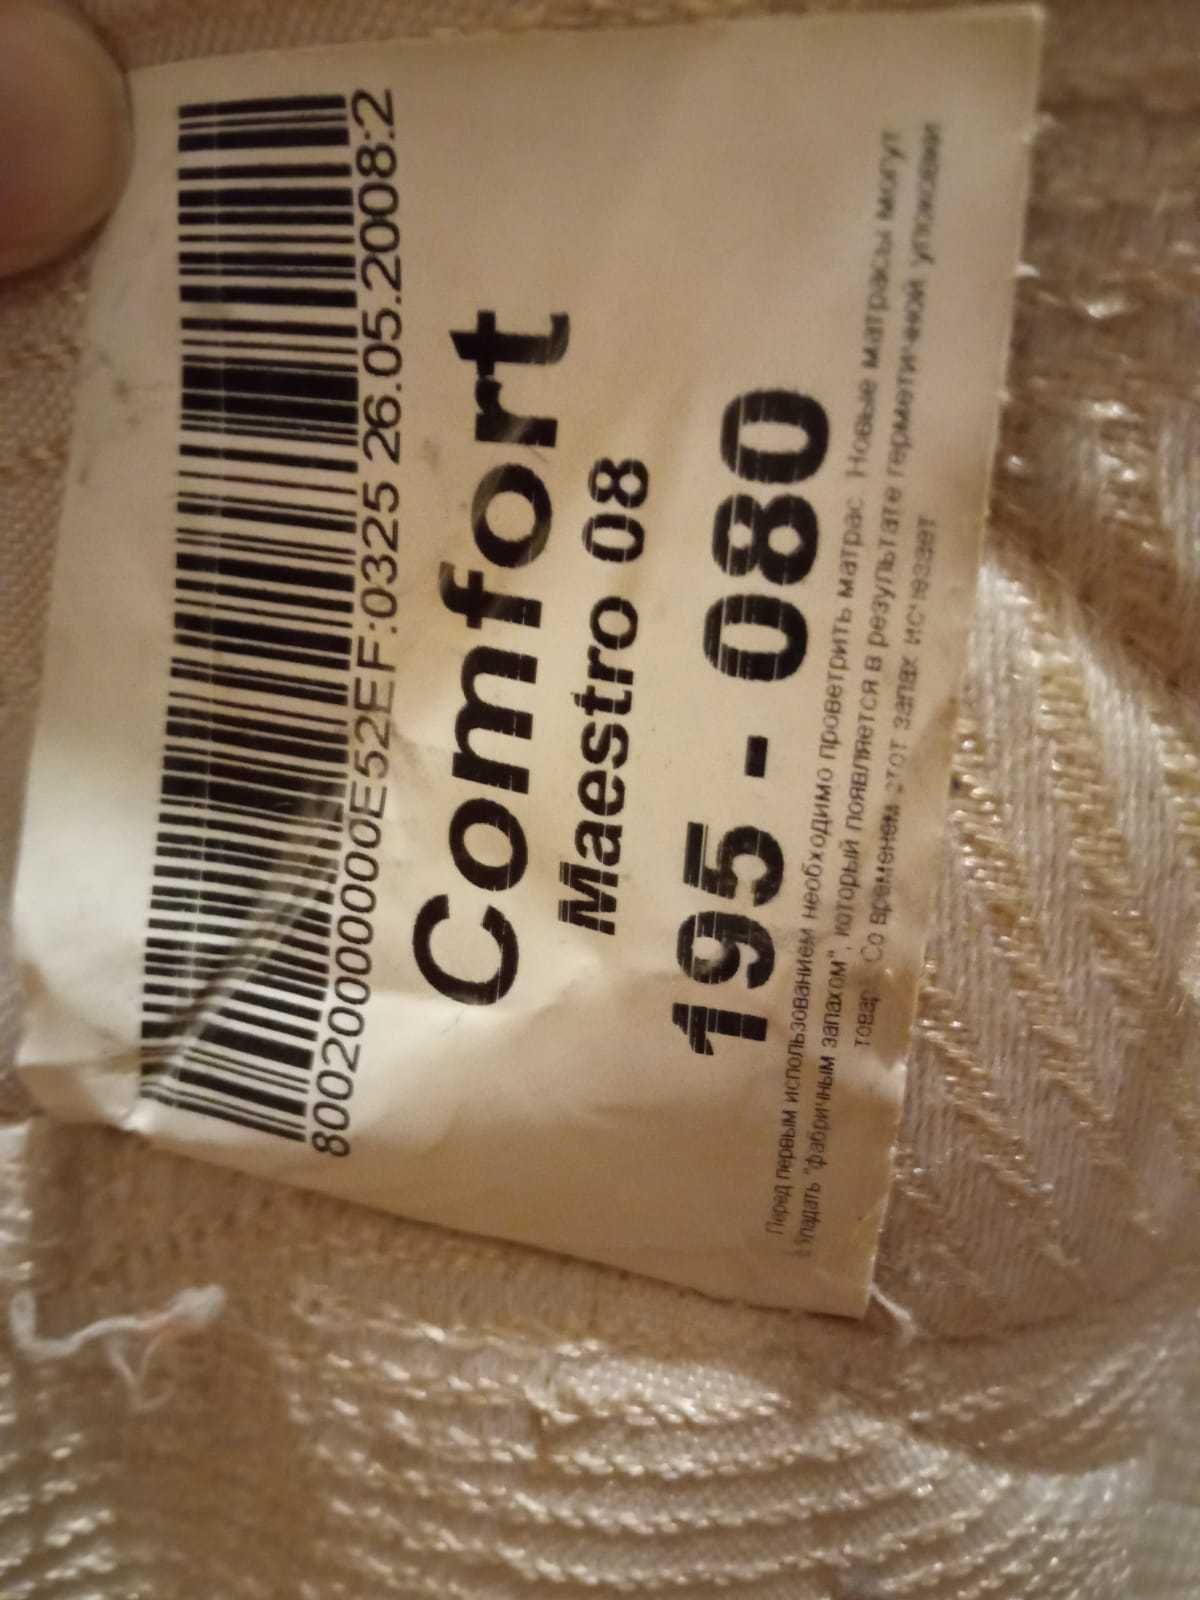 8002000000000E52EF:0325 26.05.2008:2
Comfort
Maestro 08
195 - 080
Перед первым использованием необходимо проветрить матрас. Новые матрасы могут
обладать "фабричным запахом", который появляется в результате герметичной упаковки
товара. Со временем этот запах исчезает